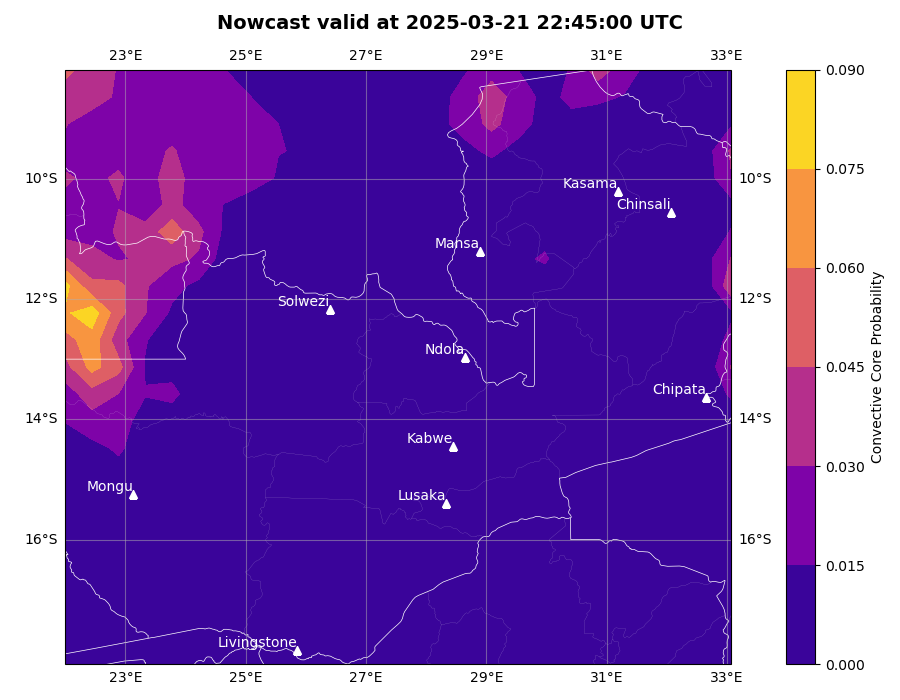 Nowcast valid at 2025-03-21 22:45:00 UTC
23°E 25°E 27°E 29°E 31°E 33°E
0.090
0.075
10°S 10°S
Kasama
Chinsali
Mansa
0.060
12°S 12°S
Solwezi
Ndola
0.045
Chipata
14°S 14°S
Kabwe
0.030
Mongu
Lusaka
16°S 16°S
0.015
Livingstone
0.000
23°E 25°E 27°E 29°E 31°E 33°E
Convective Core Probability